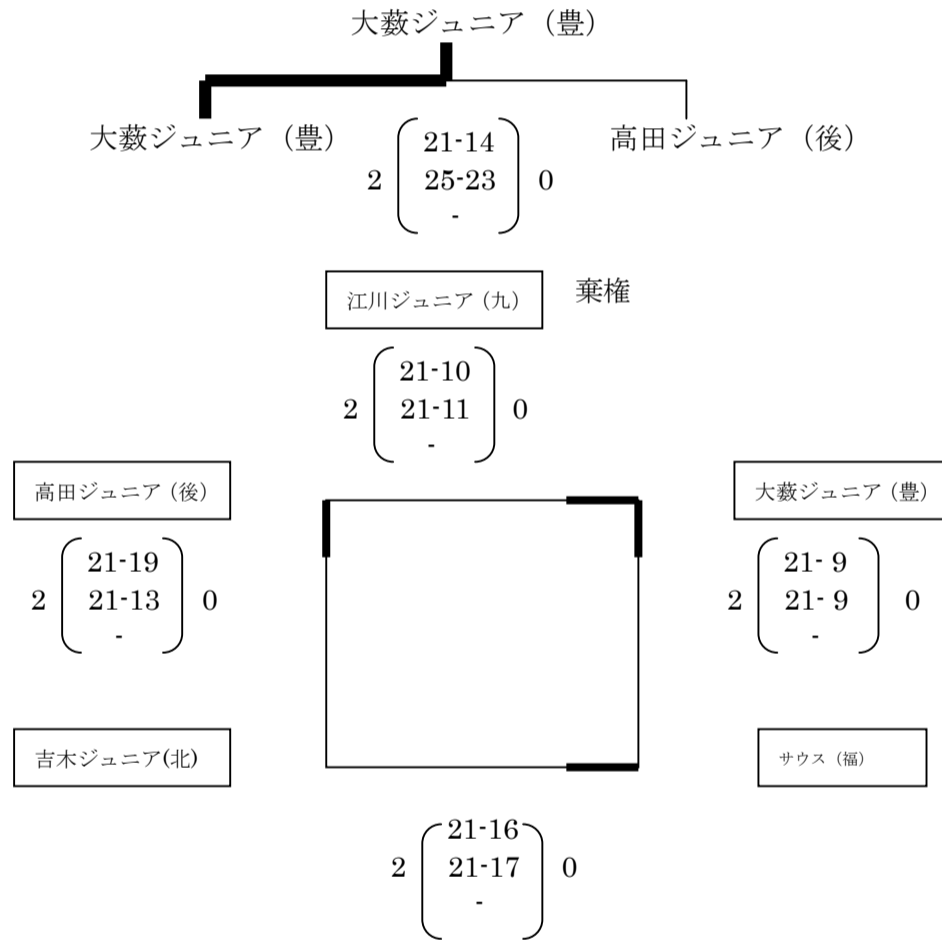 大薮ジュニア（豊）
大薮ジュニア（豊）
高田ジュニア（後）
21-14
2 25-23 0
-
江川ジュニア（九）
棄権
21-10
2 21-11 0
-
高田ジュニア（後）
大薮ジュニア（豊）
21-19
2 21-13 0
-
21- 9
2 21- 9 0
-
吉木ジュニア(北)
サウス（福）
21-16
2 21-17 0
-